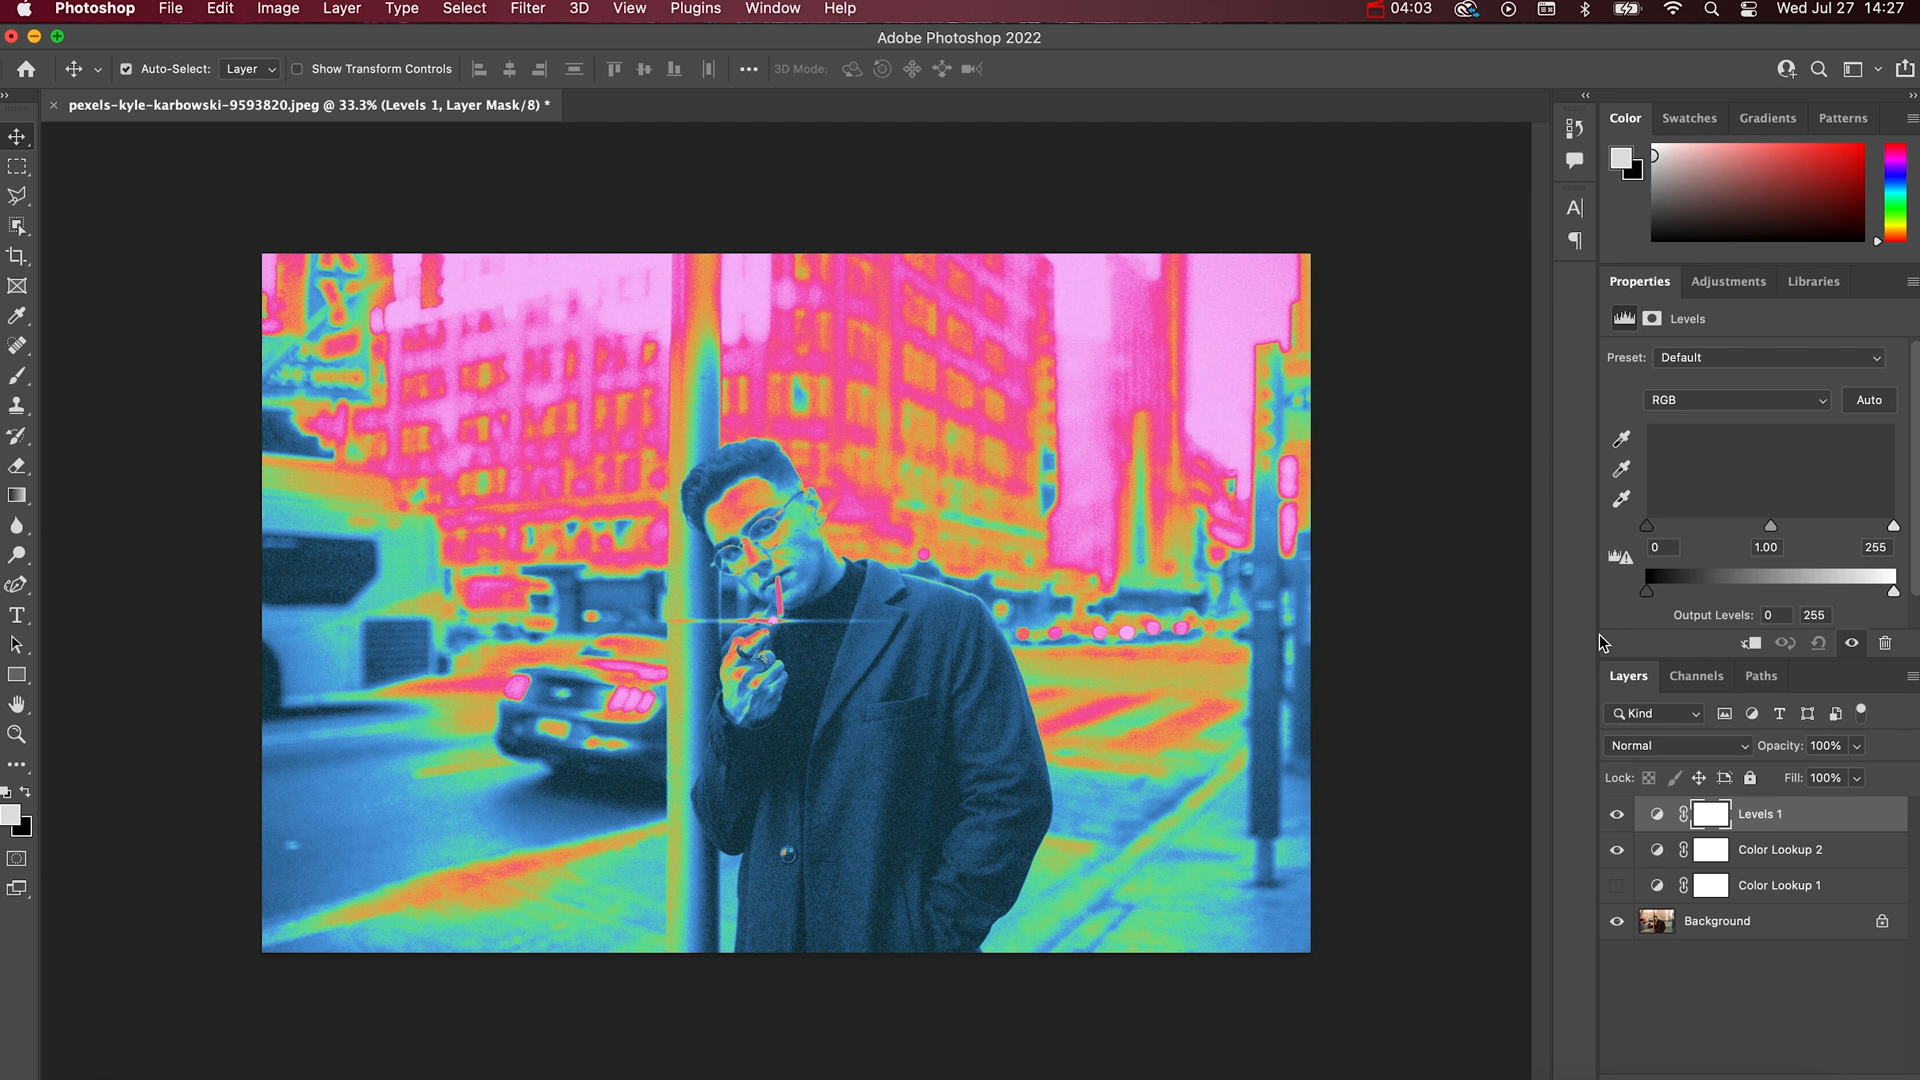 Photoshop File Edit Image Layer Type Select Filter 3D View Plugins Window Help 04:03 Wed Jul 27 14:27
Adobe Photoshop 2022
Auto-Select: Layer Show Transform Controls 3D Mode:
pexels-kyle-karbowski-9593820.jpeg @ 33.3% (Levels 1, Layer Mask/8) *
Color Swatches Gradients Patterns
Properties Adjustments Libraries
Levels
Preset: Default
RGB Auto
0 1.00 255
Output Levels: 0 255
Layers Channels Paths
Kind
Normal Opacity: 100%
Lock: Fill: 100%
Levels 1
Color Lookup 2
Color Lookup 1
Background